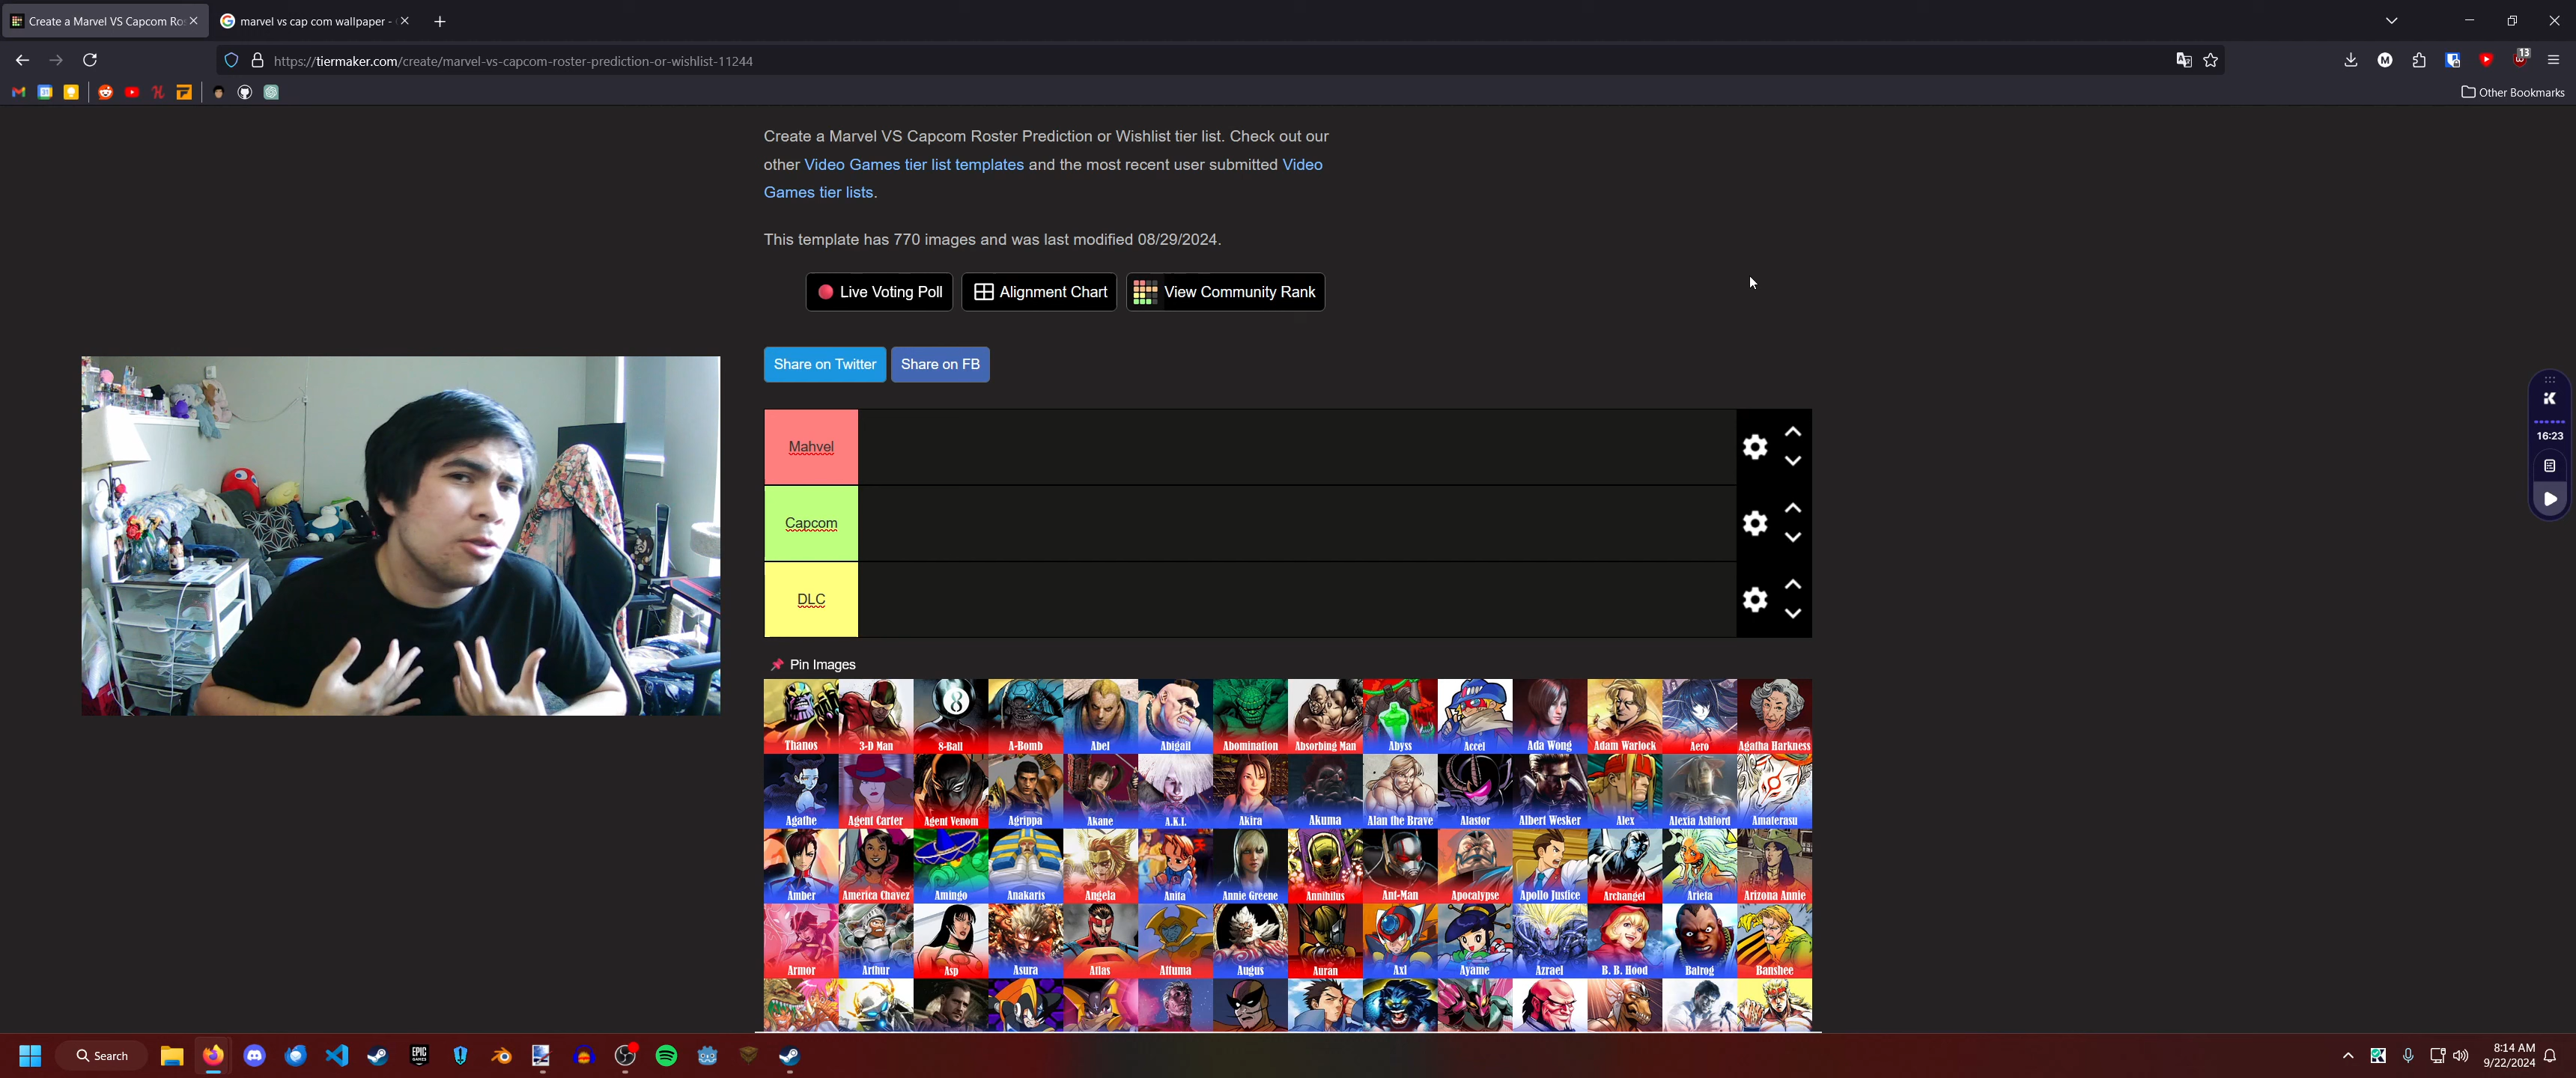 Create a Marvel VS Capcom Ro
marvel vs cap com wallpaper -
https://tiermaker.com/create/marvel-vs-capcom-roster-prediction-or-wishlist-11244
13
Other Bookmarks
Create a Marvel VS Capcom Roster Prediction or Wishlist tier list. Check out our
other Video Games tier list templates and the most recent user submitted Video
Games tier lists.
This template has 770 images and was last modified 08/29/2024.
Live Voting Poll
Alignment Chart
View Community Rank
Share on Twitter
Share on FB
Mahvel
Capcom
DLC
16:23
Pin Images
Thanos 3-D Man 8-Ball A-Bomb Abel Abigail Abomination Absorbing Man Abyss Accel Ada Wong Adam Warlock Aero Agatha Harkness
Agathe Agent Carter Agent Venom Agrippa Akane A.K.I. Akira Akuma Alan the Brave Alastor Albert Wesker Alex Alexia Ashford Amaterasu
Amber America Chavez Amingo Anakaris Angela Anita Annie Greene Annihilus Ant-Man Apocalypse Apollo Justice Archangel Arieta Arizona Annie
Armor Arthur Asp Asura Atlas Attuma Augus Auran Axl Ayame Azrael B. B. Hood Balrog Banshee
Search
EPIC
GAMES
8:14 AM
9/22/2024